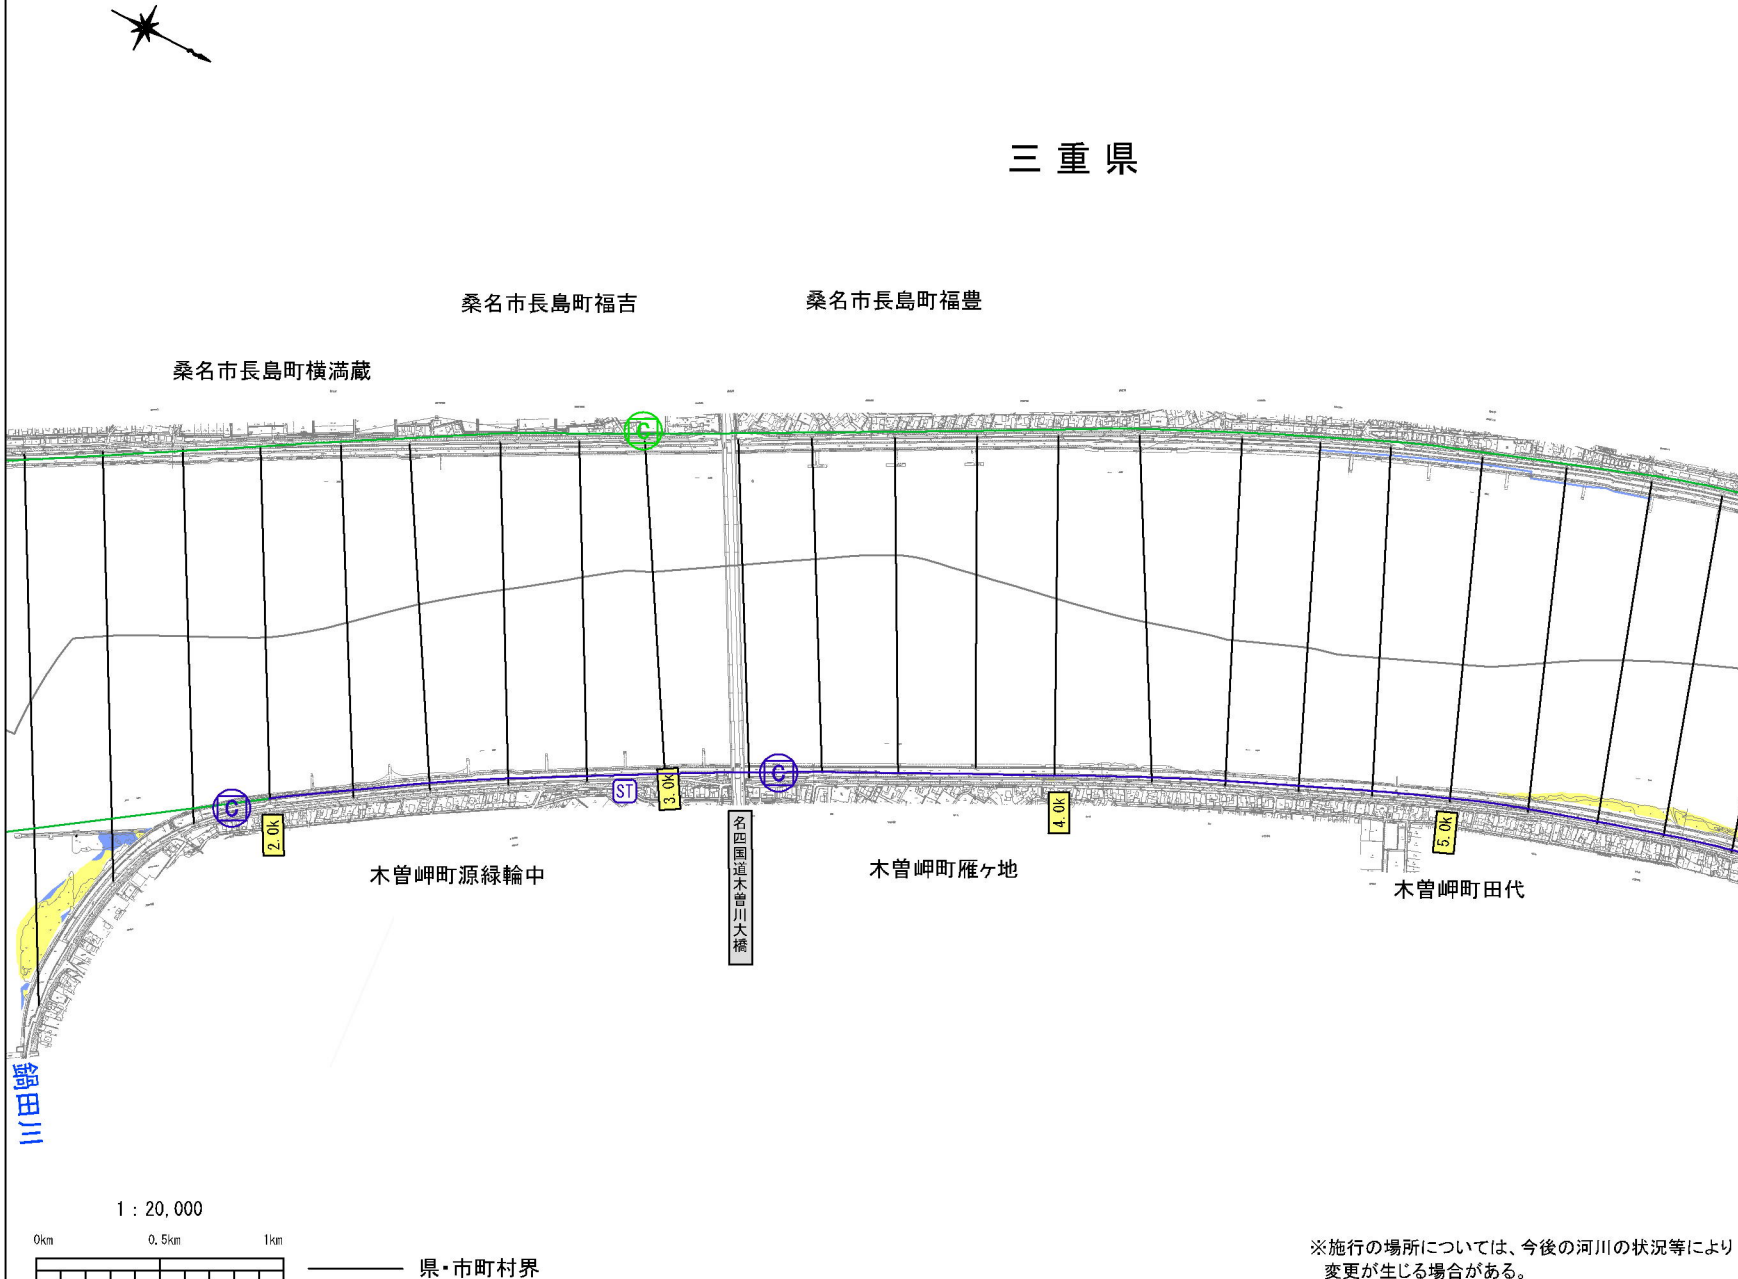 三重県
桑名市長島町福吉
桑名市長島町福豊
桑名市長島町横満蔵
C
C
C
ST
3.0k
2.0k
4.0k
5.0k
名四国道木曽川大橋
木曽岬町源緑輪中
木曽岬町雁ヶ地
木曽岬町田代
鍋田川
1:20,000
0km 0.5km 1km
県・市町村界
※施行の場所については、今後の河川の状況等により
変更が生じる場合がある。